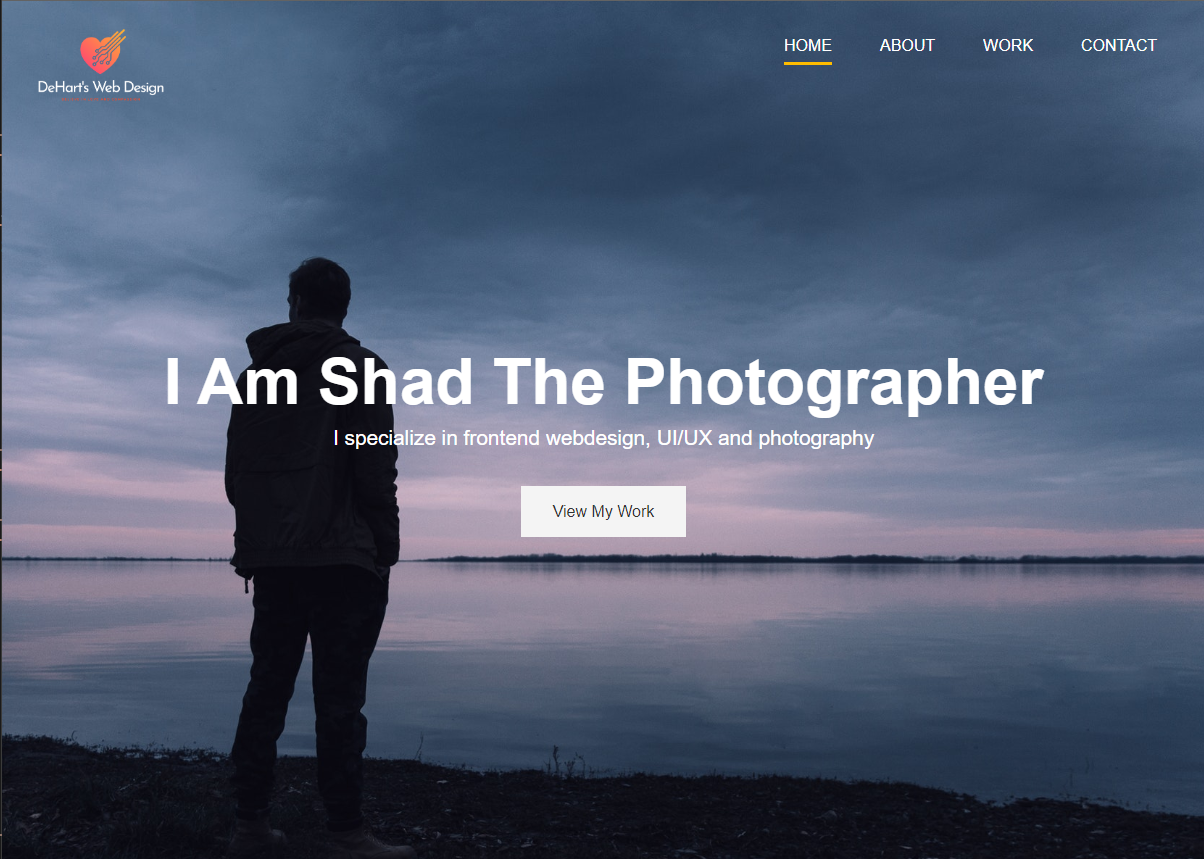 DeHart's Web Design
HOME ABOUT WORK CONTACT
I Am Shad The Photographer
I specialize in frontend webdesign, UI/UX and photography
View My Work